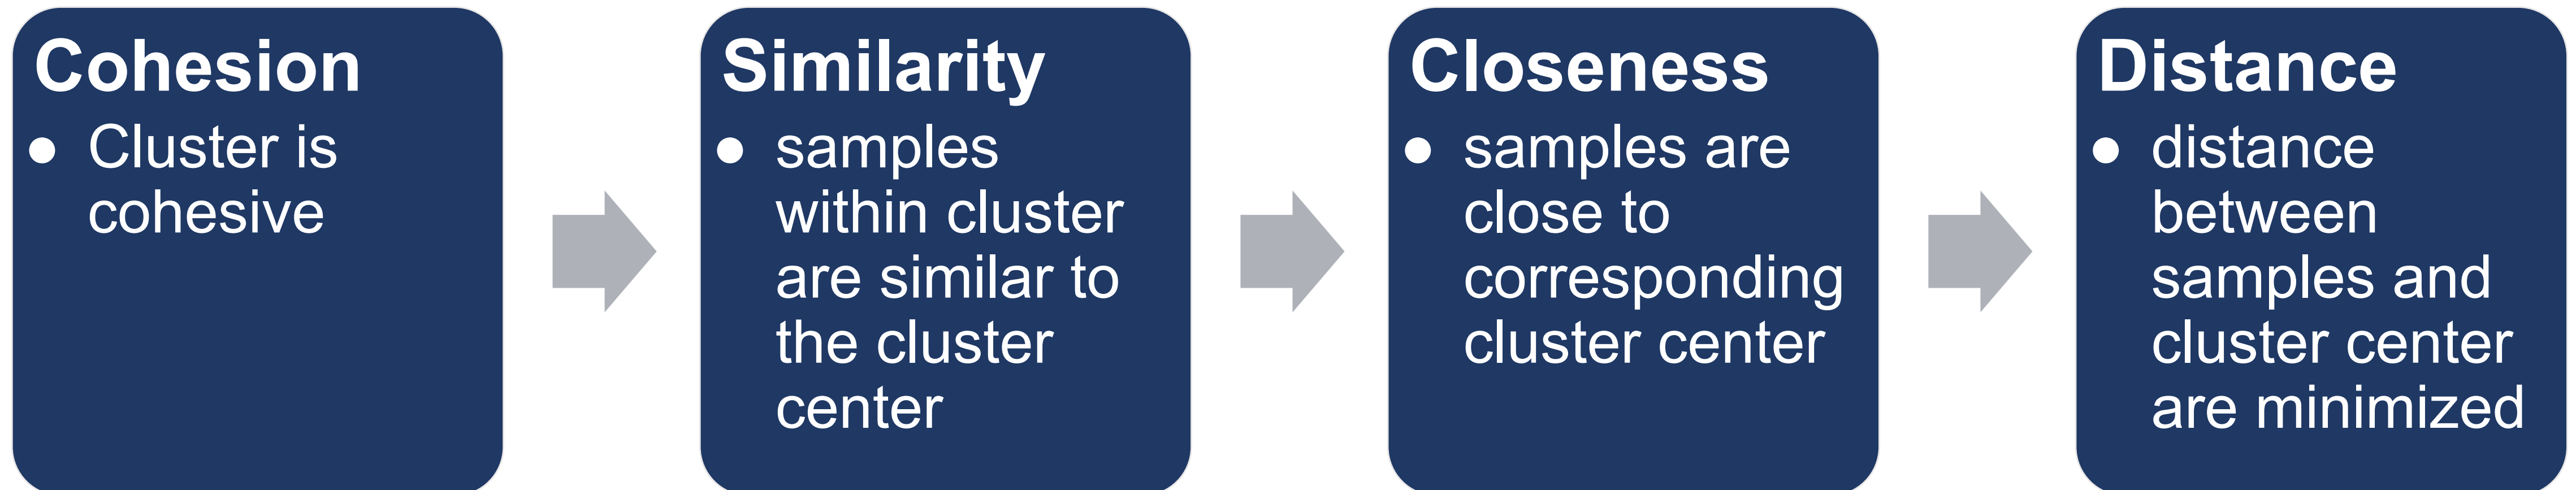 Cohesion
● Cluster is
cohesive
Similarity
● samples
within cluster
are similar to
the cluster
center
Closeness
● samples are
close to
corresponding
cluster center
Distance
● distance
between
samples and
cluster center
are minimized